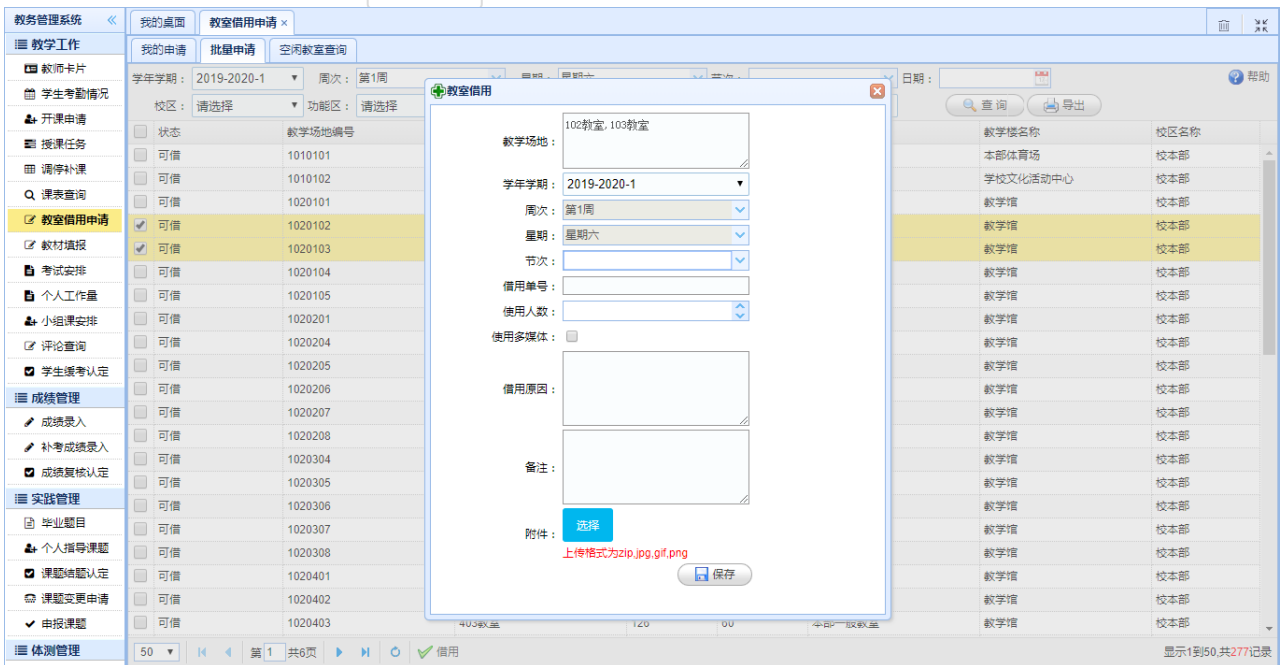 教务管理系统
我的桌面 教室借用申请 ×
教学工作
我的申请 批量申请 空闲教室查询
教师卡片
学生考勤情况
开课申请
授课任务
调停补课
课表查询
教室借用申请
教材填报
考试安排
个人工作量
小组课安排
评论查询
学生缓考认定
成绩管理
成绩录入
补考成绩录入
成绩复核认定
实践管理
毕业题目
个人指导课题
课题结题认定
课题变更申请
申报课题
体测管理
学年学期： 2019-2020-1 周次： 第1周 星期： 星期六 节次： 日期： 帮助
校区： 请选择 功能区： 请选择 查询 导出
状态 教学场地编号 教学楼名称 校区名称
可借 1010101 本部体育场 校本部
可借 1010102 学校文化活动中心 校本部
可借 1020101 教学馆 校本部
可借 1020102 教学馆 校本部
可借 1020103 教学馆 校本部
可借 1020104 教学馆 校本部
可借 1020105 教学馆 校本部
可借 1020201 教学馆 校本部
可借 1020204 教学馆 校本部
可借 1020205 教学馆 校本部
可借 1020206 教学馆 校本部
可借 1020207 教学馆 校本部
可借 1020208 教学馆 校本部
可借 1020304 教学馆 校本部
可借 1020305 教学馆 校本部
可借 1020306 教学馆 校本部
可借 1020307 教学馆 校本部
可借 1020308 教学馆 校本部
可借 1020401 教学馆 校本部
可借 1020402 教学馆 校本部
可借 1020403 403教室 126 60 本部一般教室 教学馆 校本部
教室借用
教学场地： 102教室,103教室
学年学期： 2019-2020-1
周次： 第1周
星期： 星期六
节次：
借用单号：
使用人数：
使用多媒体：
借用原因：
备注：
附件： 选择
上传格式为zip,jpg,gif,png
保存
50 第 1 共6页 借用 显示1到50,共277记录